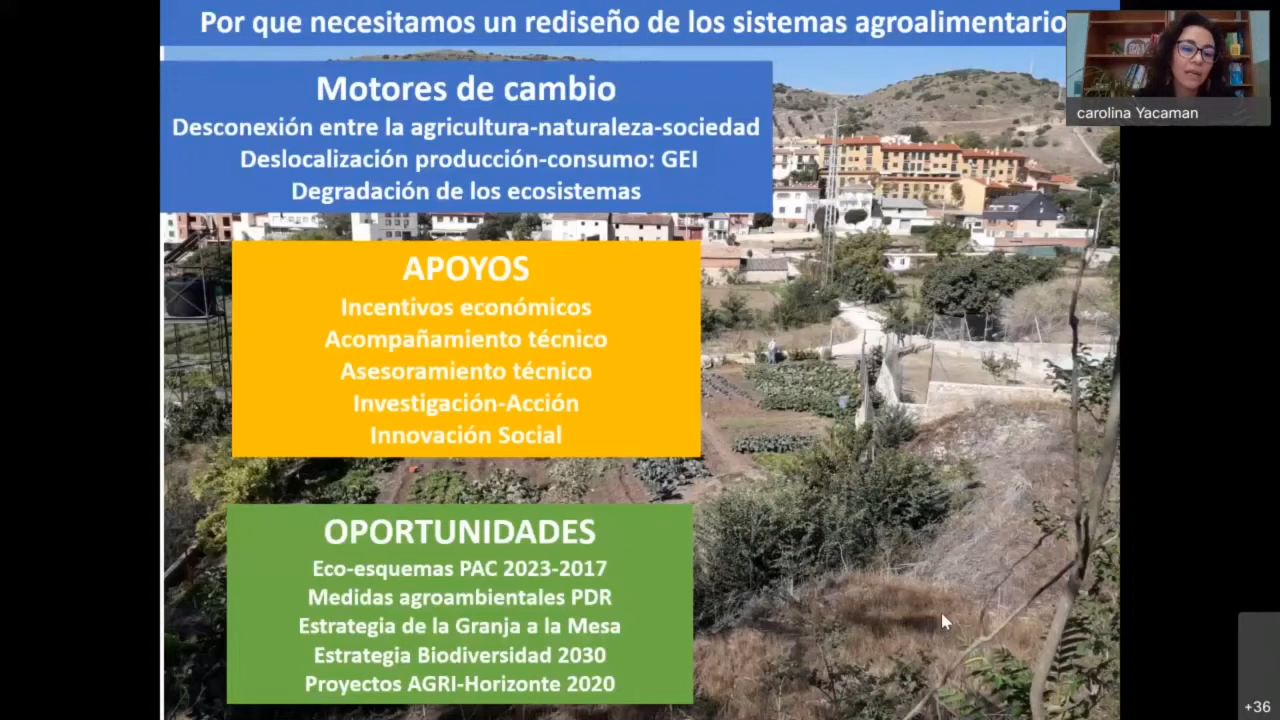 Por que necesitamos un rediseño de los sistemas agroalimentario
carolina Yacaman
Motores de cambio
Desconexión entre la agricultura-naturaleza-sociedad
Deslocalización producción-consumo: GEI
Degradación de los ecosistemas
APOYOS
Incentivos económicos
Acompañamiento técnico
Asesoramiento técnico
Investigación-Acción
Innovación Social
OPORTUNIDADES
Eco-esquemas PAC 2023-2017
Medidas agroambientales PDR
Estrategia de la Granja a la Mesa
Estrategia Biodiversidad 2030
Proyectos AGRI-Horizonte 2020
+36